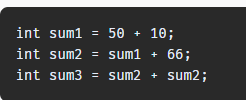 int sum1 = 50 + 10;
int sum2 = sum1 + 66;
int sum3 = sum2 + sum2;